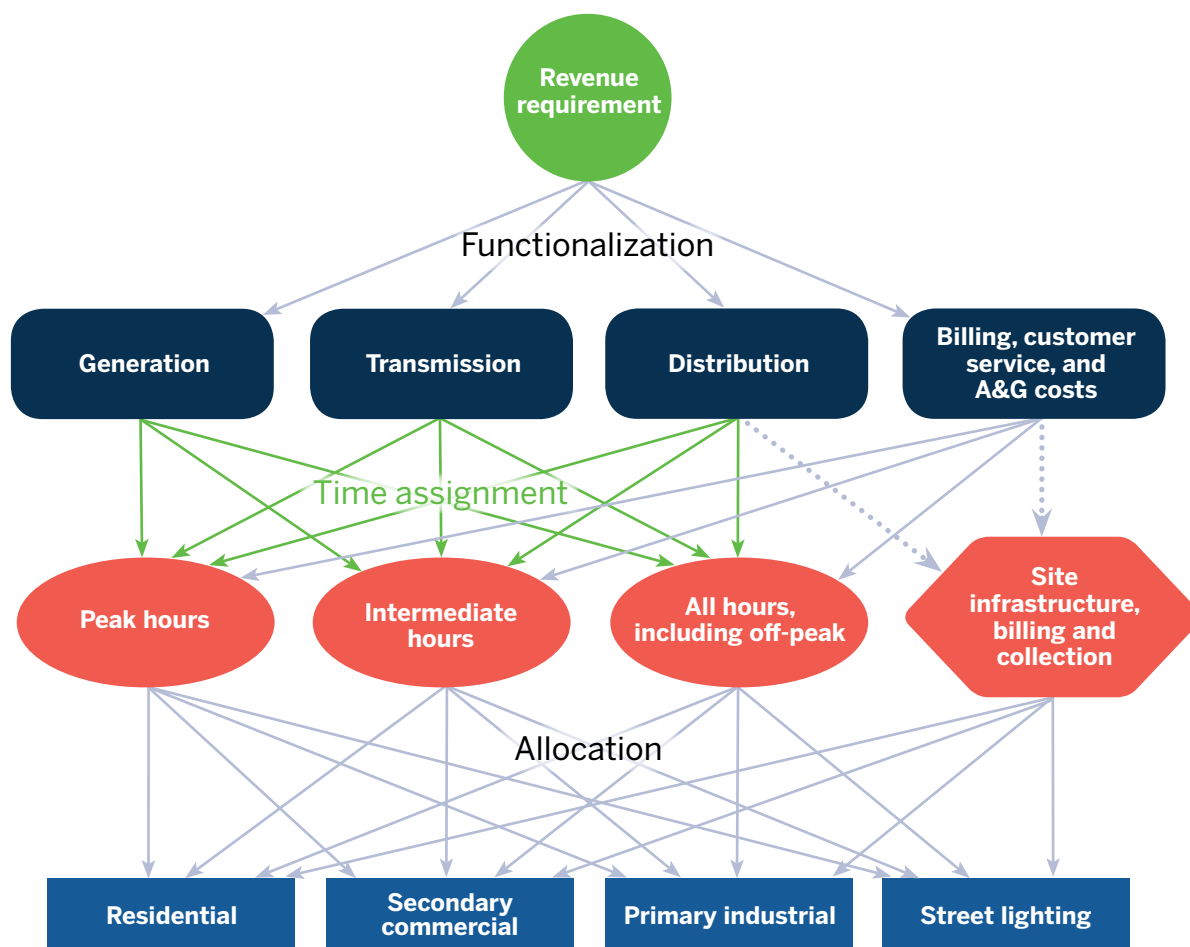 Revenue
requirement
Functionalization
Generation
Transmission
Distribution
Billing, customer
service, and
A&G costs
Time assignment
Peak hours
Intermediate
hours
All hours,
including off-peak
Site
infrastructure,
billing and
collection
Allocation
Residential
Secondary
commercial
Primary industrial
Street lighting